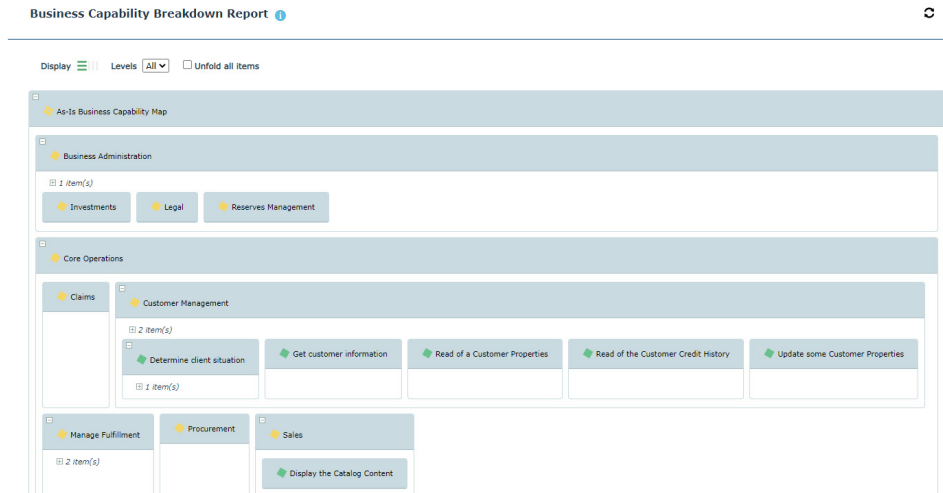 Business Capability Breakdown Report
Display Levels All Unfold all items
As-Is Business Capability Map
Business Administration
1 item(s)
Investments Legal Reserves Management
Core Operations
Claims
Customer Management
2 item(s)
Determine client situation Get customer information Read of a Customer Properties Read of the Customer Credit History Update some Customer Properties
1 item(s)
Manage Fulfillment Procurement Sales
2 item(s)
Display the Catalog Content